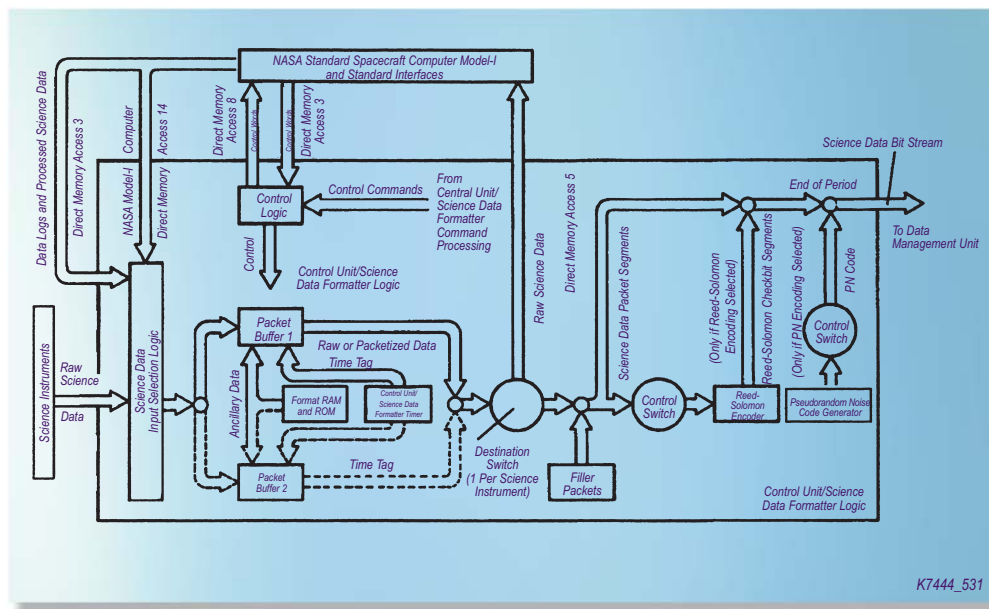 NASA Standard Spacecraft Computer Model-I
and Standard Interfaces
Data Logs and Processed Science Data
Direct Memory Access 3
NASA Model-I Computer
Direct Memory Access 14
Direct Memory
Access 8
Control Words
Control Words
Direct Memory
Access 3
Science Data Bit Stream
Control
Logic
Control Commands
From
Central Unit/
Science Data
Formatter
Command
Processing
End of Period
To Data
Management Unit
Control
Control Unit/Science
Data Formatter Logic
Raw Science Data
Direct Memory Access 5
Science Data Packet Segments
(Only if Reed-Solomon
Encoding Selected)
Reed-Solomon Checkbit Segments
(Only if PN Encoding Selected)
PN Code
Science Instruments
Raw
Science
Data
Science Data
Input Selection Logic
Packet
Buffer 1
Raw or Packetized Data
Time Tag
Ancillary Data
Format RAM
and ROM
Control Unit/
Science Data
Formatter Timer
Time Tag
Packet
Buffer 2
Destination
Switch
(1 Per Science
Instrument)
Filler
Packets
Control
Switch
Reed-
Solomon
Encoder
Control
Switch
Pseudorandom Noise
Code Generator
Control Unit/Science
Data Formatter Logic
K7444_531